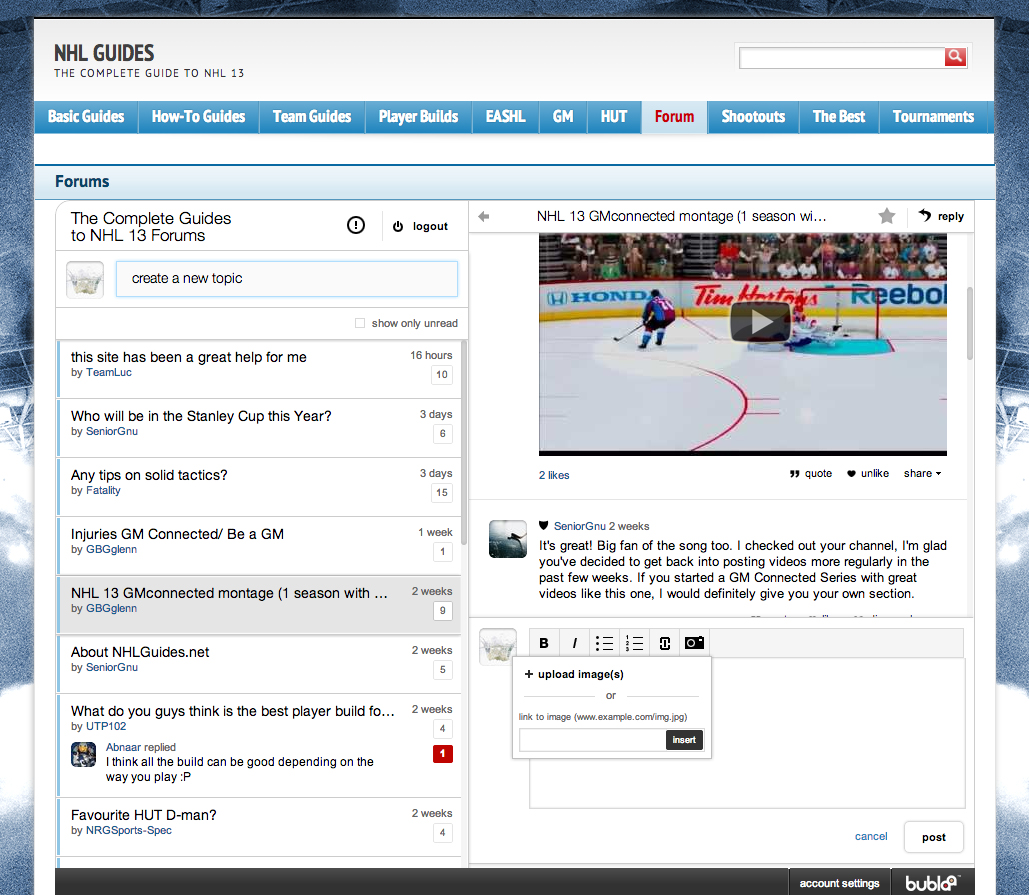 NHL GUIDES
THE COMPLETE GUIDE TO NHL 13
Basic Guides How-To Guides Team Guides Player Builds EASHL GM HUT Forum Shootouts The Best Tournaments
Forums
The Complete Guides
to NHL 13 Forums
logout
create a new topic
show only unread
this site has been a great help for me 16 hours
by TeamLuc 10
Who will be in the Stanley Cup this Year? 3 days
by SeniorGnu 6
Any tips on solid tactics? 3 days
by Fatality 15
Injuries GM Connected/ Be a GM 1 week
by GBGglenn 1
NHL 13 GMconnected montage (1 season with ... 2 weeks
by GBGglenn 9
About NHLGuides.net 2 weeks
by SeniorGnu 5
What do you guys think is the best player build fo... 2 weeks
by UTP102 4
Abnaar replied 1
I think all the build can be good depending on the
way you play :P
Favourite HUT D-man? 2 weeks
by NRGSports-Spec 4
NHL 13 GMconnected montage (1 season wi... reply
HONDA Tim Hortons Reebo
2 likes quote unlike share
SeniorGnu 2 weeks
It's great! Big fan of the song too. I checked out your channel, I'm glad
you've decided to get back into posting videos more regularly in the
past few weeks. If you started a GM Connected Series with great
videos like this one, I would definitely give you your own section.
B I
+ upload image(s)
or
link to image (www.example.com/img.jpg)
insert
cancel post
account settings bubla